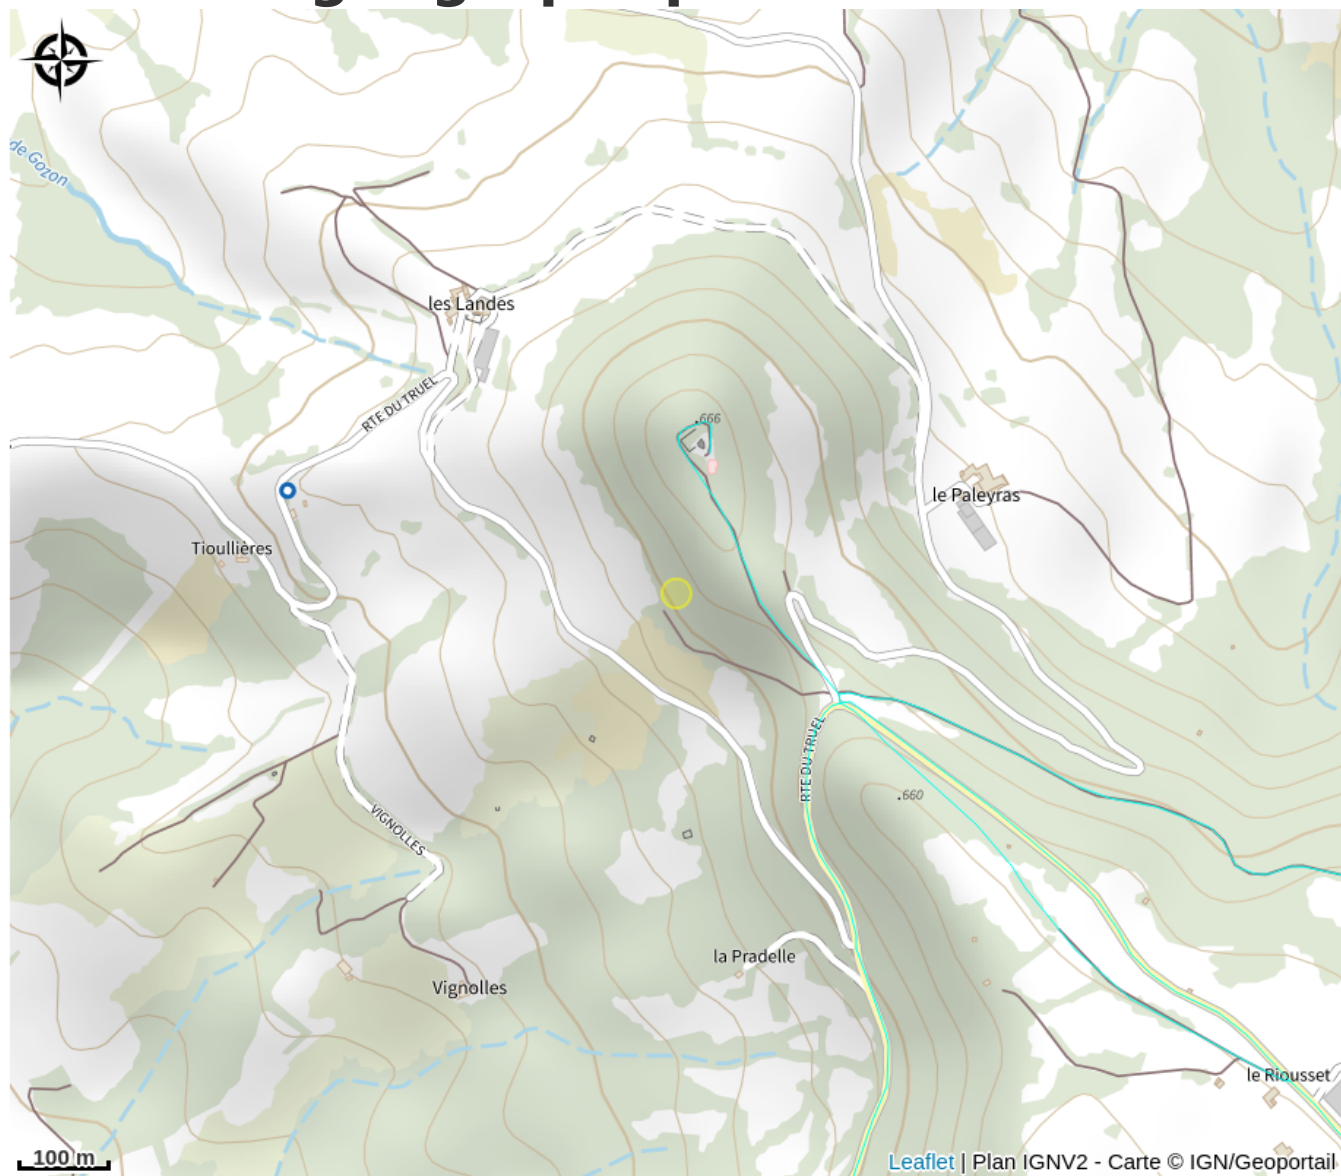 de Gozon
les Landes
RTE DU TRUEL
.666
le Paleyras
Tioullières
RTE DU TRUEL
.660
VIGNOLLES
la Pradelle
Vignolles
le Riousset
100 m
Leaflet | Plan IGNV2 - Carte © IGN/Geoportail